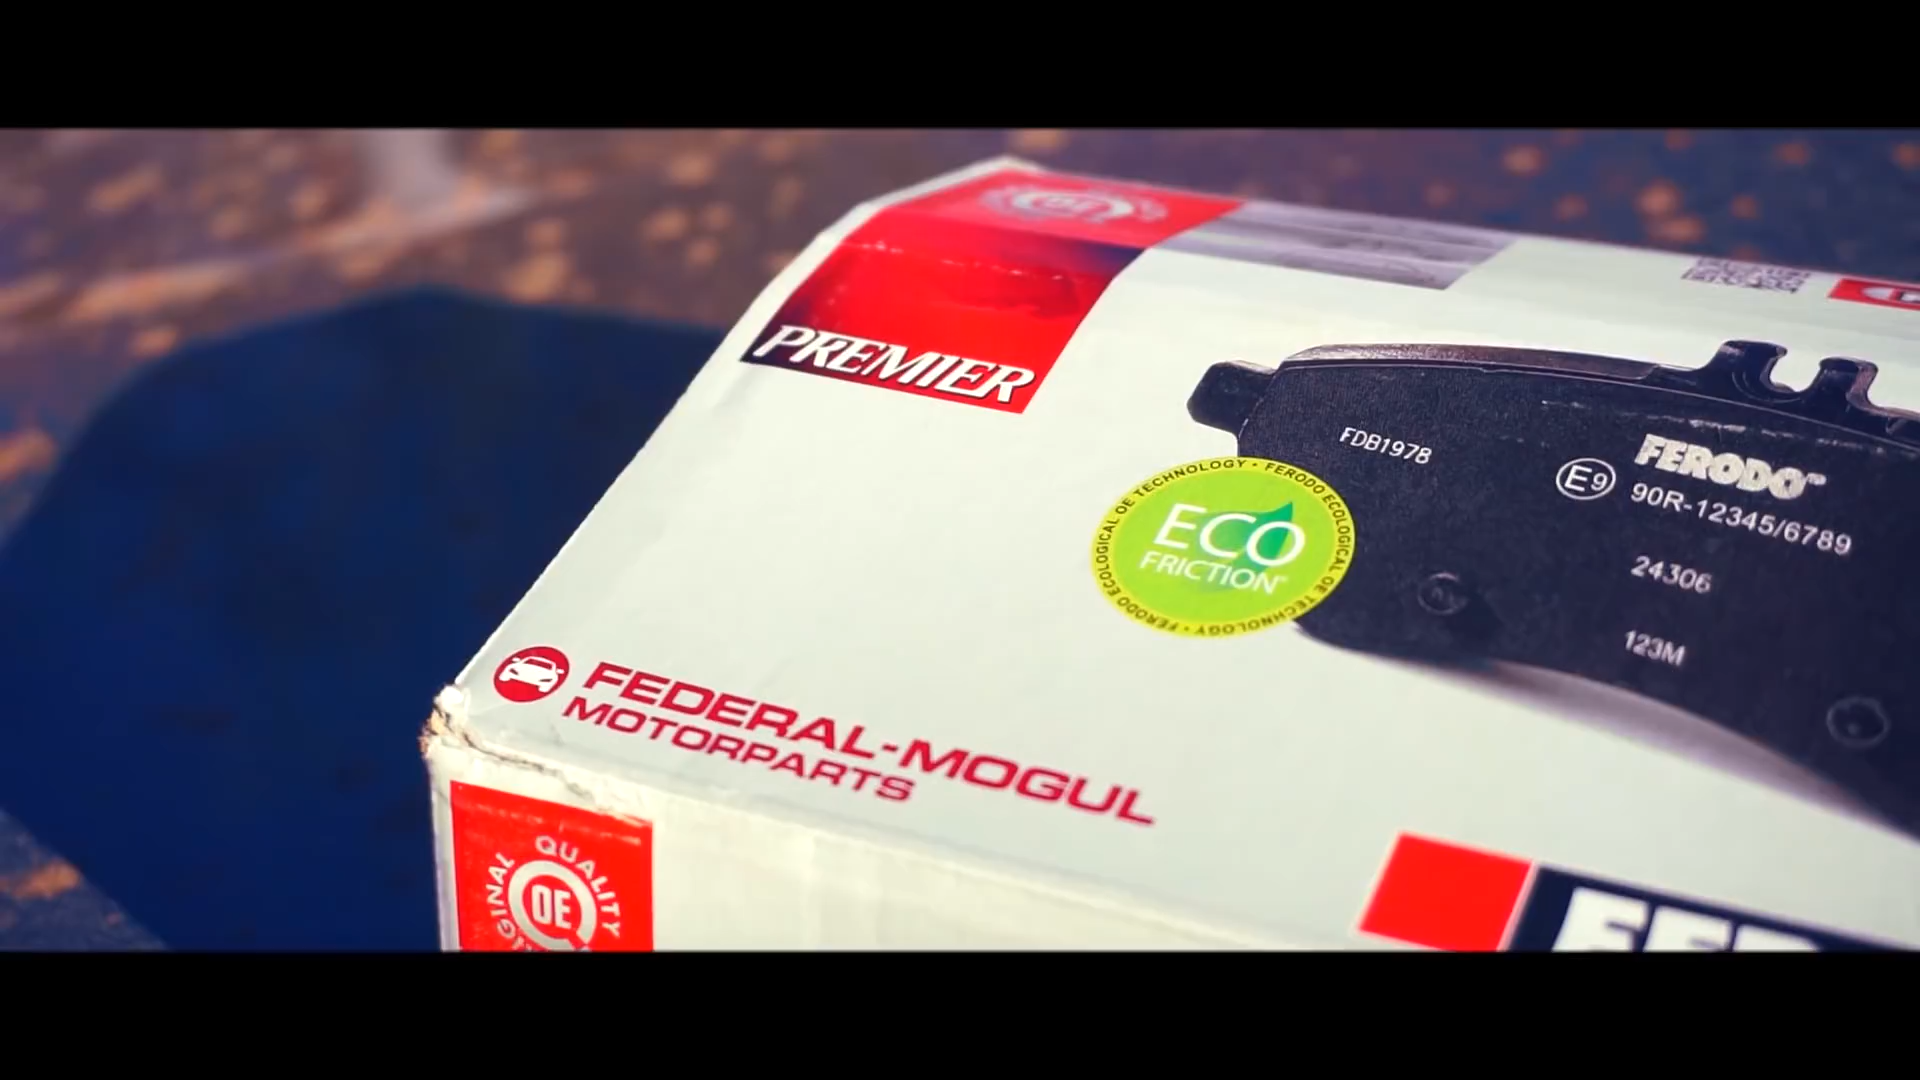 PREMIER
FDB1978
FERODO™
E9
90R-12345/6789
24306
123M
FERODO ECOLOGICAL OE TECHNOLOGY • FERODO ECOLOGICAL OE TECHNOLOGY •
ECO
FRICTION®
FEDERAL-MOGUL
MOTORPARTS
ORIGINAL QUALITY
OE